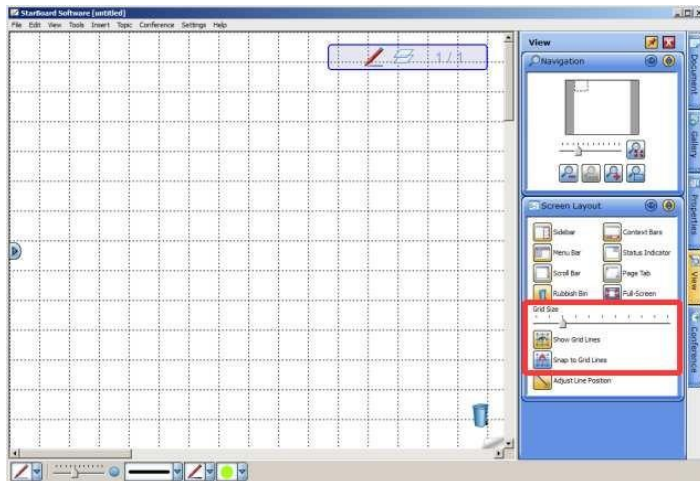 StarBoard Software [untitled]
File Edit View Tools Insert Topic Conference Settings Help
1 / 1
View
Navigation
Screen Layout
Sidebar
Context Bars
Menu Bar
Status Indicator
Scroll Bar
Page Tab
Rubbish Bin
Full-Screen
Grid Size
Show Grid Lines
Snap to Grid Lines
Adjust Line Position
Document
Gallery
Properties
View
Conference